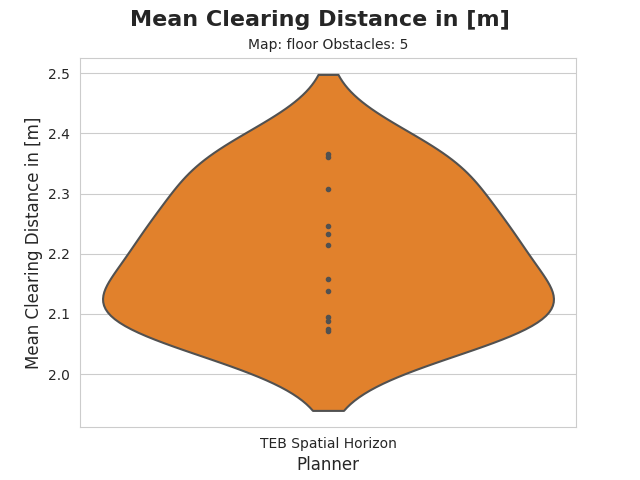 Mean Clearing Distance in [m]
Map: floor Obstacles: 5
2.5
2.4
2.3
2.2
2.1
2.0
Mean Clearing Distance in [m]
TEB Spatial Horizon
Planner